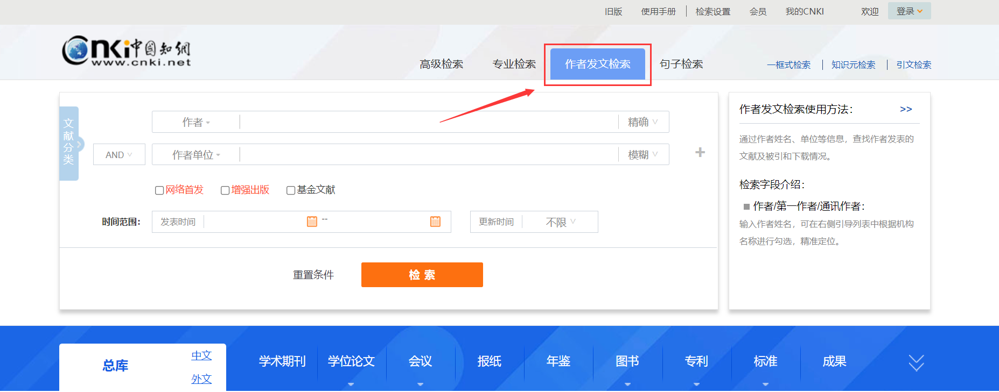 旧版 使用手册 检索设置 会员 我的CNKI 欢迎 登录
Cnki中国知網
www.cnki.net
高级检索 专业检索 作者发文检索 句子检索 一框式检索 知识元检索 引文检索
文献分类
作者 精确
AND 作者单位 模糊 +
网络首发 增强出版 基金文献
时间范围： 发表时间 -- 更新时间 不限
重置条件 检索
作者发文检索使用方法： >>
通过作者姓名、单位等信息，查找作者发表的
文献及被引和下载情况。
检索字段介绍：
作者/第一作者/通讯作者：
输入作者姓名，可在右侧引导列表中根据机构
名称进行勾选，精准定位。
总库 中文
外文
学术期刊 学位论文 会议 报纸 年鉴 图书 专利 标准 成果